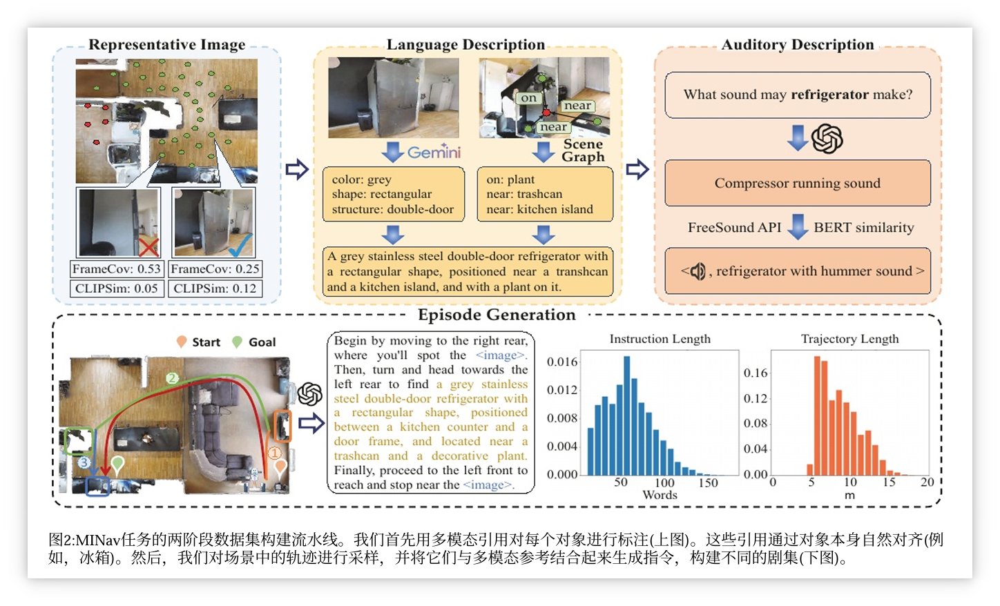 Representative Image
FrameCov: 0.53
FrameCov: 0.25
CLIPSim: 0.05
CLIPSim: 0.12
Language Description
on
near
near
Gemini
Scene
Graph
color: grey
shape: rectangular
structure: double-door
on: plant
near: trashcan
near: kitchen island
A grey stainless steel double-door refrigerator with
a rectangular shape, positioned near a transhcan
and a kitchen island, and with a plant on it.
Auditory Description
What sound may refrigerator make?
Compressor running sound
FreeSound API
BERT similarity
< , refrigerator with hummer sound >
Episode Generation
Start
Goal
2
3
1
Begin by moving to the right rear,
where you'll spot the <image>.
Then, turn and head towards the
left rear to find a grey stainless
steel double-door refrigerator with
a rectangular shape, positioned
between a kitchen counter and a
door frame, and located near a
trashcan and a decorative plant.
Finally, proceed to the left front to
reach and stop near the <image>.
Instruction Length
0.016
0.012
0.008
0.004
0.000
50
100
150
Words
Trajectory Length
0.16
0.12
0.08
0.04
0.00
0
5
10
15
20
m
图2:MINav任务的两阶段数据集构建流水线。我们首先用多模态引用对每个对象进行标注(上图)。这些引用通过对象本身自然对齐(例
如，冰箱)。然后，我们对场景中的轨迹进行采样，并将它们与多模态参考结合起来生成指令，构建不同的剧集(下图)。